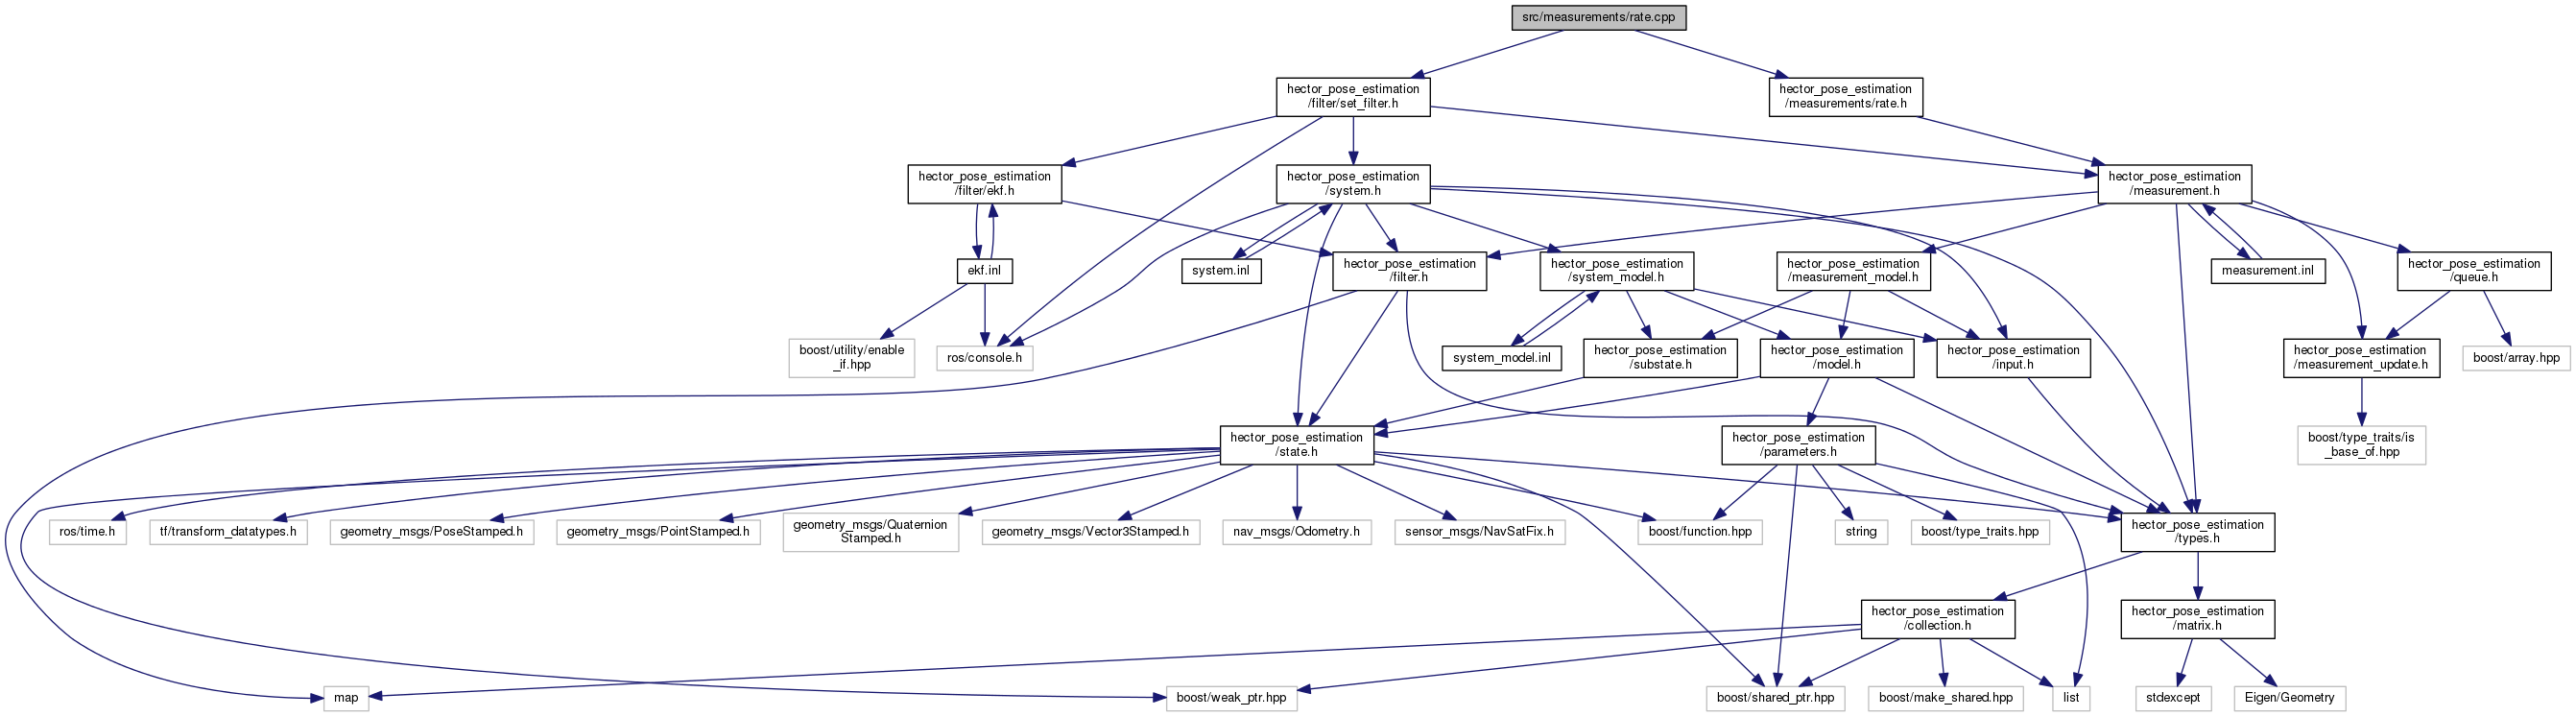 src/measurements/rate.cpp
hector_pose_estimation
/filter/set_filter.h
hector_pose_estimation
/measurements/rate.h
hector_pose_estimation
/filter/ekf.h
hector_pose_estimation
/system.h
hector_pose_estimation
/measurement.h
ekf.inl
system.inl
hector_pose_estimation
/filter.h
hector_pose_estimation
/system_model.h
hector_pose_estimation
/measurement_model.h
measurement.inl
hector_pose_estimation
/queue.h
boost/utility/enable
_if.hpp
ros/console.h
system_model.inl
hector_pose_estimation
/substate.h
hector_pose_estimation
/model.h
hector_pose_estimation
/input.h
hector_pose_estimation
/measurement_update.h
boost/array.hpp
hector_pose_estimation
/state.h
hector_pose_estimation
/parameters.h
boost/type_traits/is
_base_of.hpp
ros/time.h
tf/transform_datatypes.h
geometry_msgs/PoseStamped.h
geometry_msgs/PointStamped.h
geometry_msgs/Quaternion
Stamped.h
geometry_msgs/Vector3Stamped.h
nav_msgs/Odometry.h
sensor_msgs/NavSatFix.h
boost/function.hpp
string
boost/type_traits.hpp
hector_pose_estimation
/types.h
hector_pose_estimation
/collection.h
hector_pose_estimation
/matrix.h
map
boost/weak_ptr.hpp
boost/shared_ptr.hpp
boost/make_shared.hpp
list
stdexcept
Eigen/Geometry